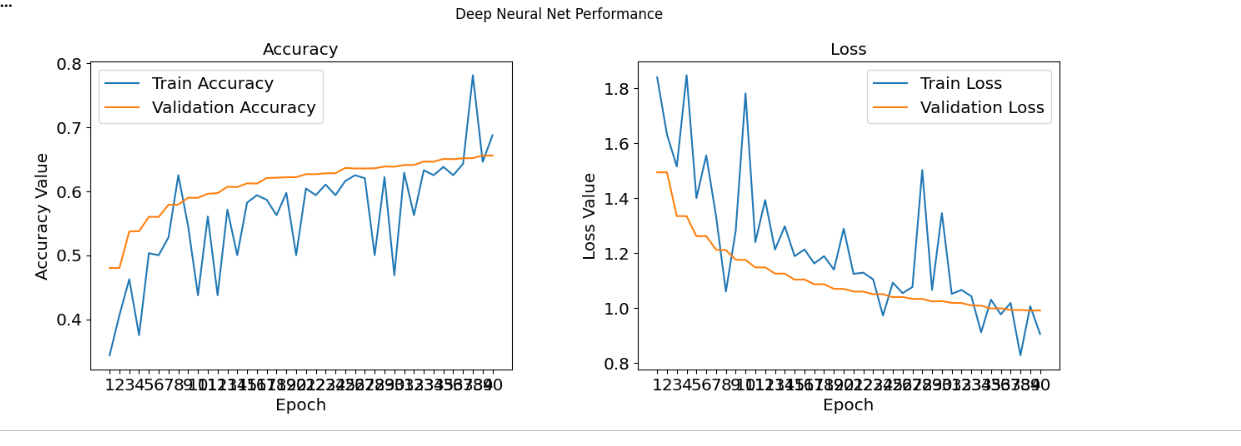 ...
Deep Neural Net Performance
Accuracy
Train Accuracy
Validation Accuracy
0.8
0.7
0.6
0.5
0.4
Accuracy Value
Epoch
Loss
Train Loss
Validation Loss
1.8
1.6
1.4
1.2
1.0
0.8
Loss Value
Epoch